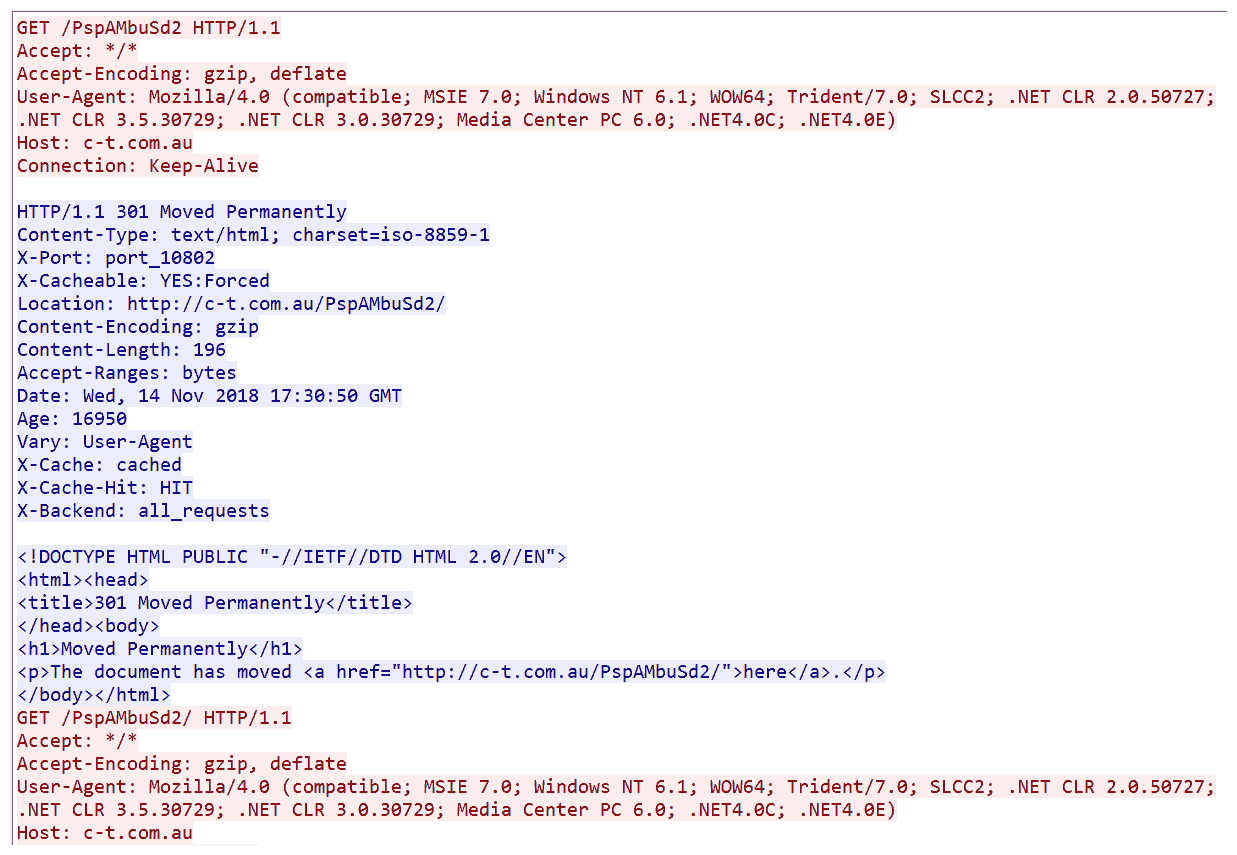 GET /PspAMbuSd2 HTTP/1.1
Accept: */*
Accept-Encoding: gzip, deflate
User-Agent: Mozilla/4.0 (compatible; MSIE 7.0; Windows NT 6.1; WOW64; Trident/7.0; SLCC2; .NET CLR 2.0.50727;
.NET CLR 3.5.30729; .NET CLR 3.0.30729; Media Center PC 6.0; .NET4.0C; .NET4.0E)
Host: c-t.com.au
Connection: Keep-Alive
HTTP/1.1 301 Moved Permanently
Content-Type: text/html; charset=iso-8859-1
X-Port: port_10802
X-Cacheable: YES:Forced
Location: http://c-t.com.au/PspAMbuSd2/
Content-Encoding: gzip
Content-Length: 196
Accept-Ranges: bytes
Date: Wed, 14 Nov 2018 17:30:50 GMT
Age: 16950
Vary: User-Agent
X-Cache: cached
X-Cache-Hit: HIT
X-Backend: all_requests
<!DOCTYPE HTML PUBLIC "-//IETF//DTD HTML 2.0//EN">
<html><head>
<title>301 Moved Permanently</title>
</head><body>
<h1>Moved Permanently</h1>
<p>The document has moved <a href="http://c-t.com.au/PspAMbuSd2/">here</a>.</p>
</body></html>
GET /PspAMbuSd2/ HTTP/1.1
Accept: */*
Accept-Encoding: gzip, deflate
User-Agent: Mozilla/4.0 (compatible; MSIE 7.0; Windows NT 6.1; WOW64; Trident/7.0; SLCC2; .NET CLR 2.0.50727;
.NET CLR 3.5.30729; .NET CLR 3.0.30729; Media Center PC 6.0; .NET4.0C; .NET4.0E)
Host: c-t.com.au